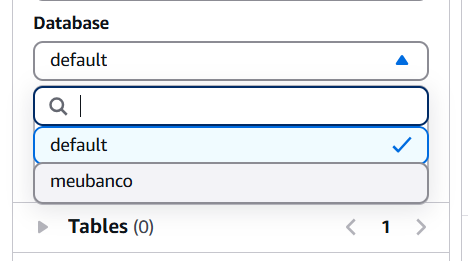 Database
default
default
meubanco
Tables (0) 1